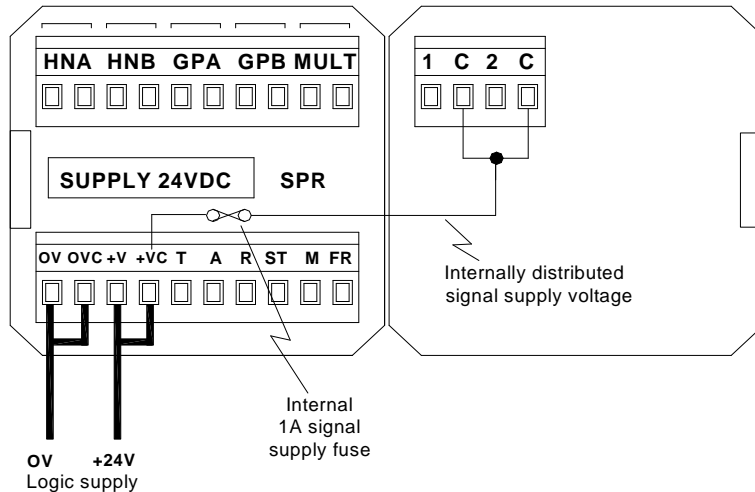 HNA HNB GPA GPB MULT
1 C 2 C
SUPPLY 24VDC SPR
OV OVC +V +VC T A R ST M FR
Internally distributed
signal supply voltage
Internal
1A signal
supply fuse
OV +24V
Logic supply